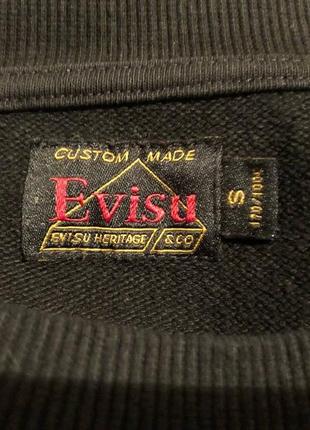 CUSTOM MADE
Evisu
EVISU HERITAGE & CO
S
170/100A